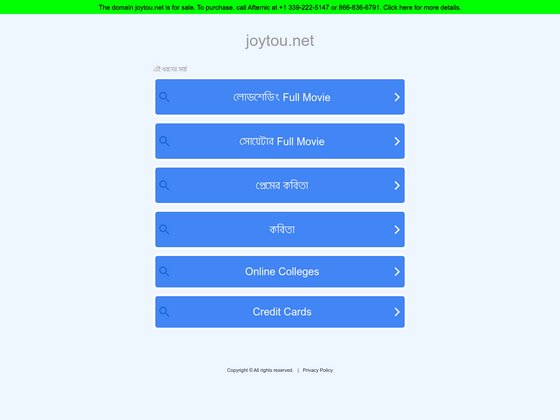 The domain joytou.net is for sale. To purchase, call Afternic at +1 339-222-5147 or 866-836-6791. Click here for more details.
joytou.net
এই ধরনের সার্চ
লোডশেডিং Full Movie
সোয়েটার Full Movie
প্রেমের কবিতা
কবিতা
Online Colleges
Credit Cards
Copyright © All rights reserved. | Privacy Policy